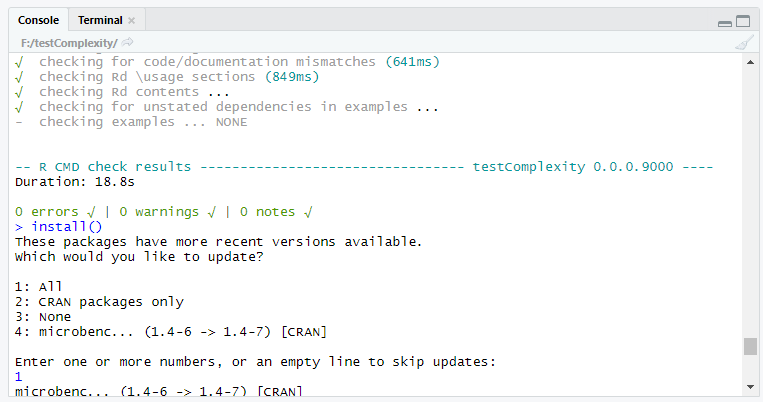 Console Terminal ×
F:/testComplexity/
√ checking for code/documentation mismatches (641ms)
√ checking Rd \usage sections (849ms)
√ checking Rd contents ...
√ checking for unstated dependencies in examples ...
- checking examples ... NONE
-- R CMD check results --------------------------------- testComplexity 0.0.0.9000 ----
Duration: 18.8s
0 errors √ | 0 warnings √ | 0 notes √
> install()
These packages have more recent versions available.
Which would you like to update?
1: All
2: CRAN packages only
3: None
4: microbenc... (1.4-6 -> 1.4-7) [CRAN]
Enter one or more numbers, or an empty line to skip updates:
1
microbenc... (1.4-6 -> 1.4-7) [CRAN]